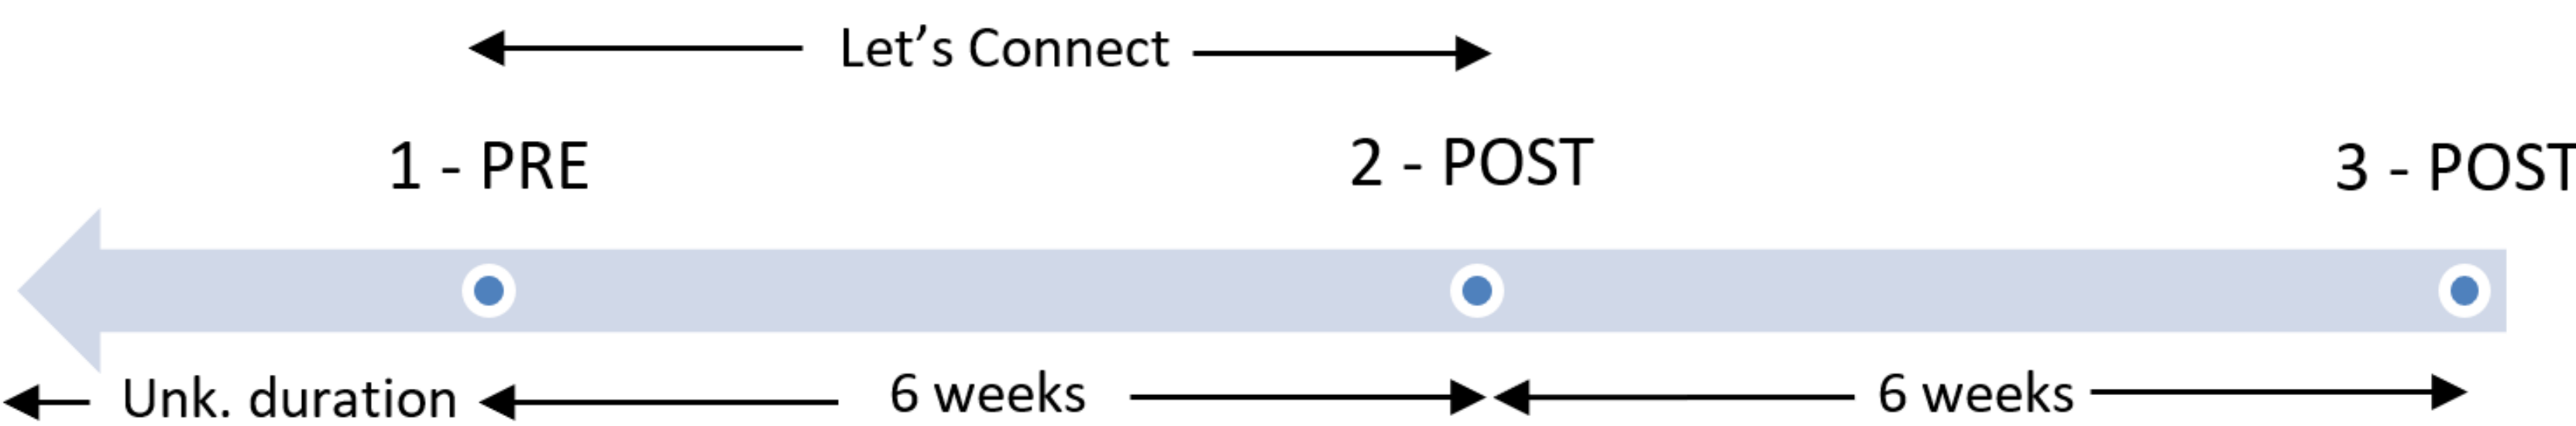 Let's Connect
1 - PRE
2 - POST
3 - POST
Unk. duration
6 weeks
6 weeks